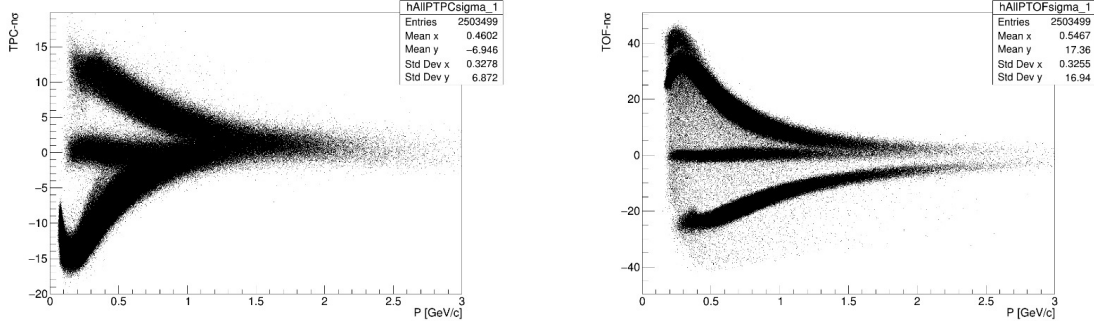 hAllPTPCsigma_1
Entries 2503499
Mean x 0.4602
Mean y −6.946
Std Dev x 0.3278
Std Dev y 6.872
TPC-nσ
15
10
5
0
−5
−10
−15
−20
0 0.5 1 1.5 2 2.5 3
P [GeV/c]
hAllPTOFsigma_1
Entries 2503499
Mean x 0.5467
Mean y 17.36
Std Dev x 0.3255
Std Dev y 16.94
TOF-nσ
40
20
0
−20
−40
0 0.5 1 1.5 2 2.5 3
P [GeV/c]